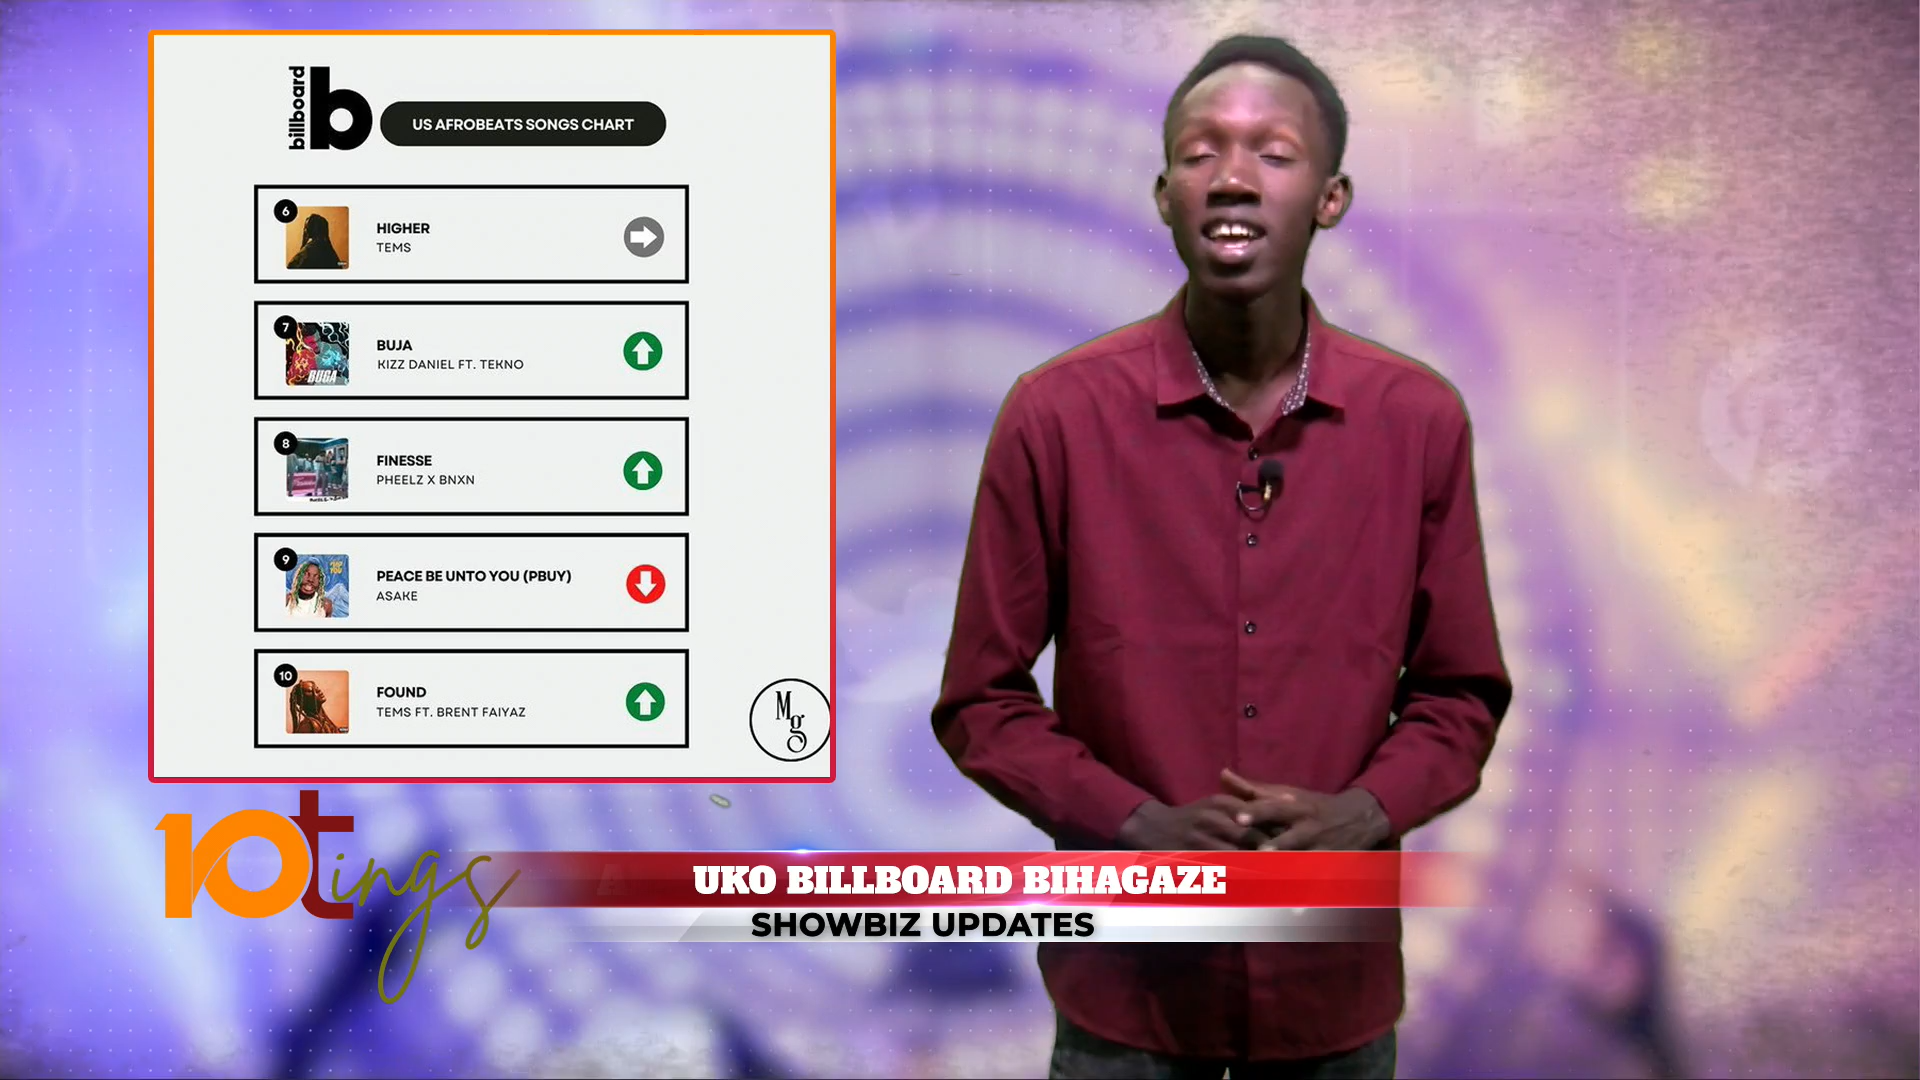 billboard
b
US AFROBEATS SONGS CHART
6
HIGHER
TEMS
7
BUJA
KIZZ DANIEL FT. TEKNO
BUGA
8
FINESSE
PHEELZ X BNXN
9
PEACE BE UNTO YOU (PBUY)
ASAKE
10
FOUND
TEMS FT. BRENT FAIYAZ
Mg
10tings
UKO BILLBOARD BIHAGAZE
SHOWBIZ UPDATES